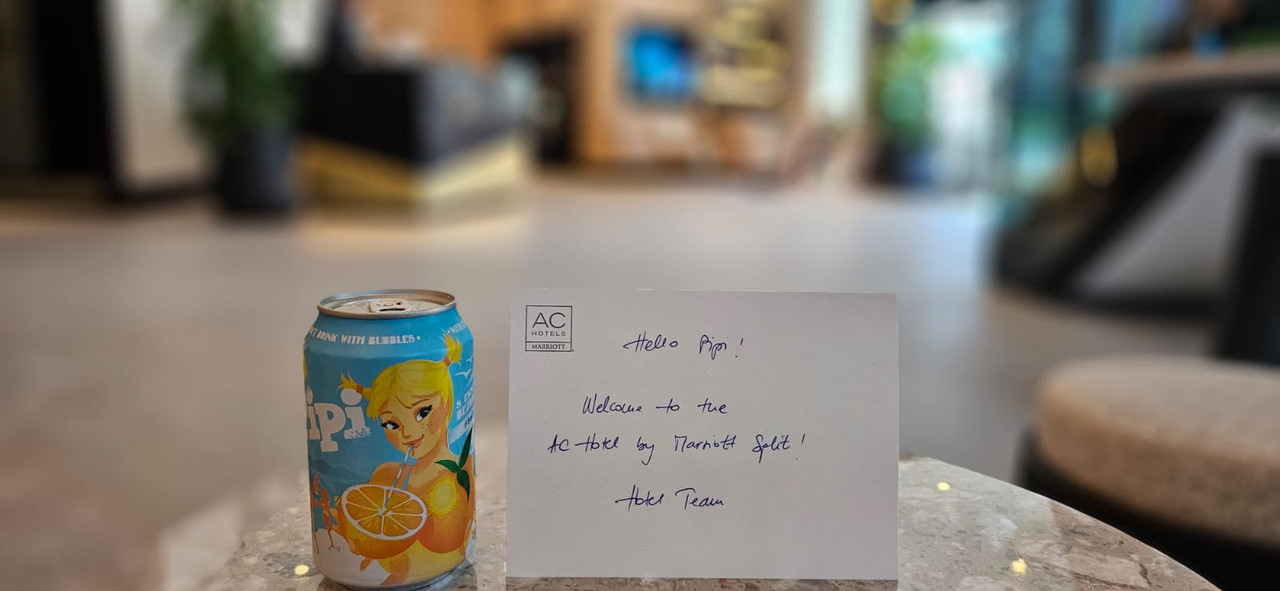 DRINK WITH BUBBLES
ipi
AC
HOTELS
MARRIOTT
Hello Pipi!
Welcome to the
AC Hotel by Marriott Split!
Hotel Team